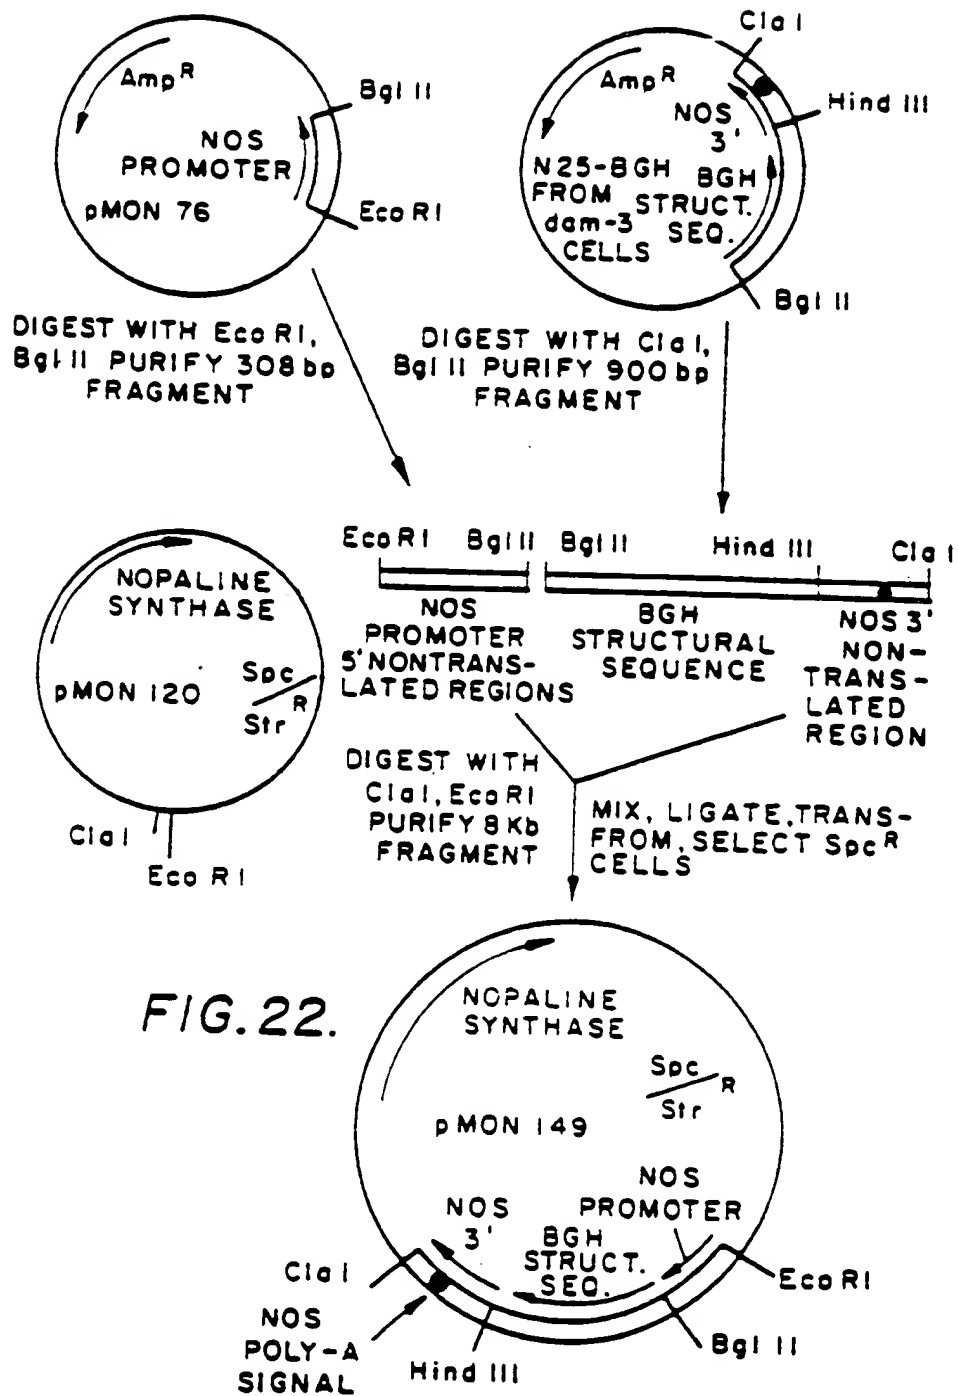 Amp R
Bgl II
NOS
PROMOTER
pMON 76
Eco RI
Cla I
Amp R
Hind III
NOS
3'
N25-BGH
FROM
dam-3
CELLS
BGH
STRUCT.
SEQ.
Bgl II
DIGEST WITH Eco RI,
Bgl II PURIFY 308 bp
FRAGMENT
DIGEST WITH Cla I,
Bgl II PURIFY 900 bp
FRAGMENT
Eco RI
Bgl II
Bgl II
Hind III
Cla I
NOS
PROMOTER
5' NONTRANS-
LATED REGIONS
BGH
STRUCTURAL
SEQUENCE
NOS 3'
NON-
TRANS-
LATED
REGION
NOPALINE
SYNTHASE
pMON 120
Spc R
Str
Cla I
Eco RI
DIGEST WITH
Cla I, Eco RI
PURIFY 8 Kb
FRAGMENT
MIX, LIGATE, TRANS-
FROM, SELECT Spc R
CELLS
FIG. 22.
NOPALINE
SYNTHASE
Spc R
Str
pMON 149
NOS
PROMOTER
NOS
3'
BGH
STRUCT.
SEQ.
Cla I
Eco RI
NOS
POLY-A
SIGNAL
Hind III
Bgl II